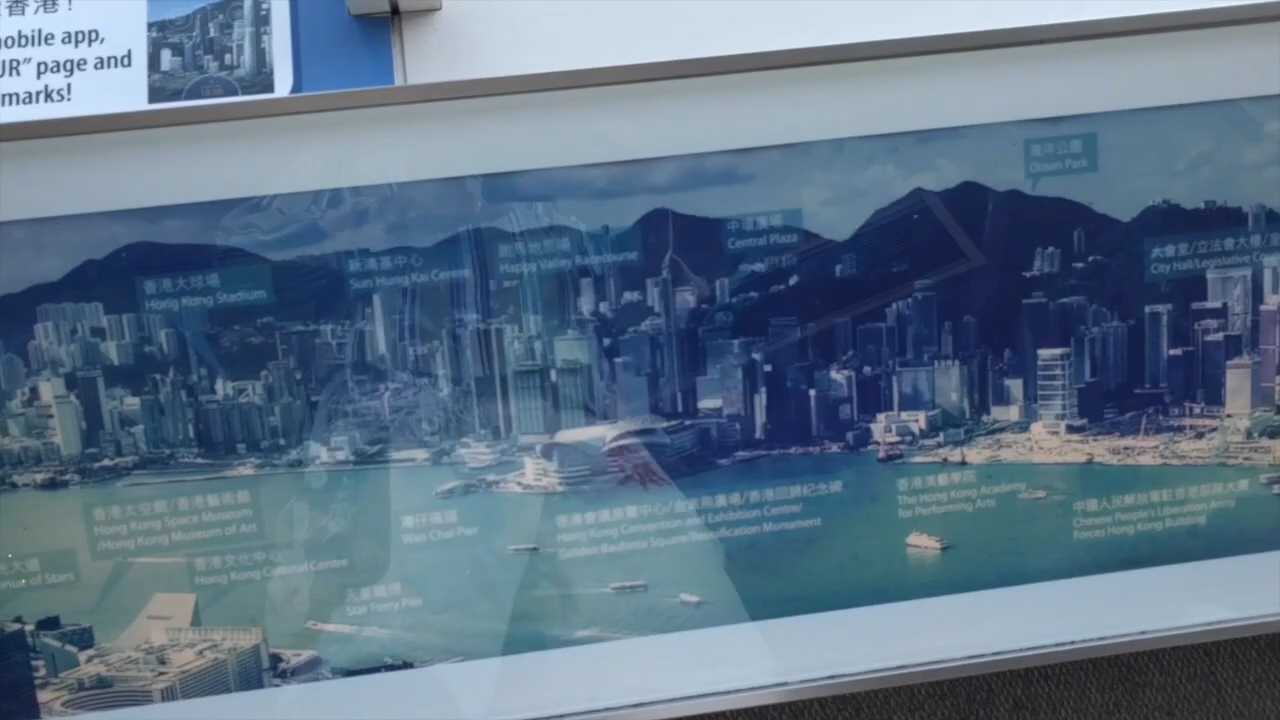 香港！
mobile app,
UR” page and
marks!
海洋公園
Ocean Park
中環廣場
Central Plaza
跑馬地馬場
Happy Valley Racecourse
新鴻基中心
Sun Hung Kai Centre
香港大球場
Hong Kong Stadium
大會堂/立法會大樓/
City Hall/Legislative
香港太空館/香港藝術館
Hong Kong Space Museum
/Hong Kong Museum of Art
灣仔碼頭
Wan Chai Pier
香港會議展覽中心/金紫荊廣場/香港回歸紀念碑
Hong Kong Convention and Exhibition Centre/
Golden Bauhinia Square/Reunification Monument
香港演藝學院
The Hong Kong Academy
for Performing Arts
中國人民解放軍駐香港部隊大廈
Chinese People's Liberation Army
Forces Hong Kong Building
大道
of Stars
香港文化中心
Hong Kong Cultural Centre
天星碼頭
Star Ferry Pier